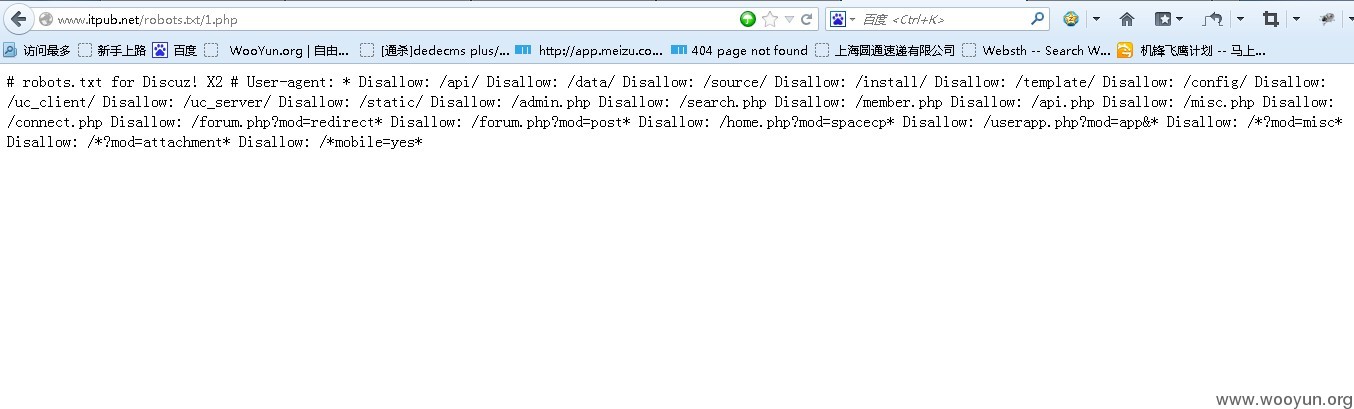 www.itpub.net/robots.txt/1.php
百度 <Ctrl+K>
访问最多 新手上路 百度 WooYun.org | 自由... [通杀]dedecms plus/... http://app.meizu.co... 404 page not found 上海圆通速递有限公司 Websth -- Search W... 机锋飞鹰计划 -- 马上...
# robots.txt for Discuz! X2 # User-agent: * Disallow: /api/ Disallow: /data/ Disallow: /source/ Disallow: /install/ Disallow: /template/ Disallow: /config/ Disallow:
/uc_client/ Disallow: /uc_server/ Disallow: /static/ Disallow: /admin.php Disallow: /search.php Disallow: /member.php Disallow: /api.php Disallow: /misc.php Disallow:
/connect.php Disallow: /forum.php?mod=redirect* Disallow: /forum.php?mod=post* Disallow: /home.php?mod=spacecp* Disallow: /userapp.php?mod=app&* Disallow: /*?mod=misc*
Disallow: /*?mod=attachment* Disallow: /*mobile=yes*
www.wooyun.org